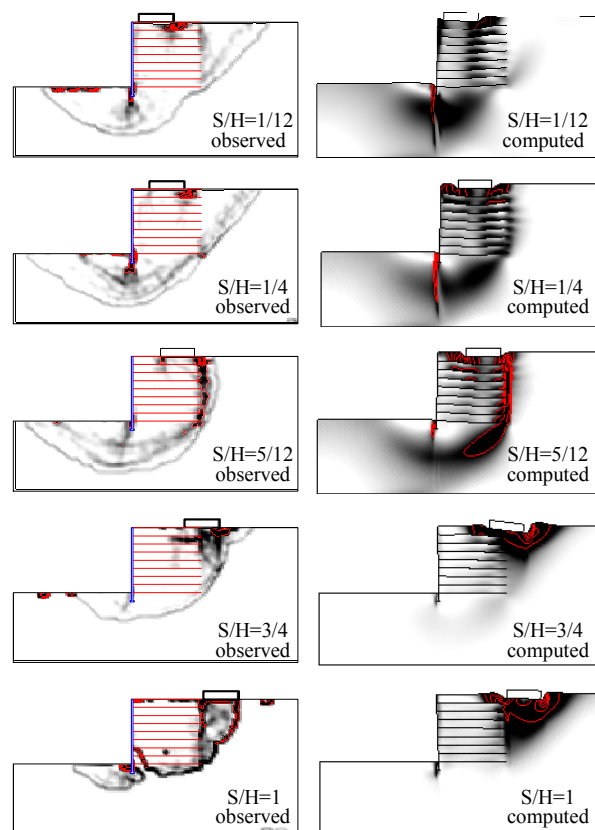 S/H=1/12
observed
S/H=1/12
computed
S/H=1/4
observed
S/H=1/4
computed
S/H=5/12
observed
S/H=5/12
computed
S/H=3/4
observed
S/H=3/4
computed
S/H=1
observed
S/H=1
computed